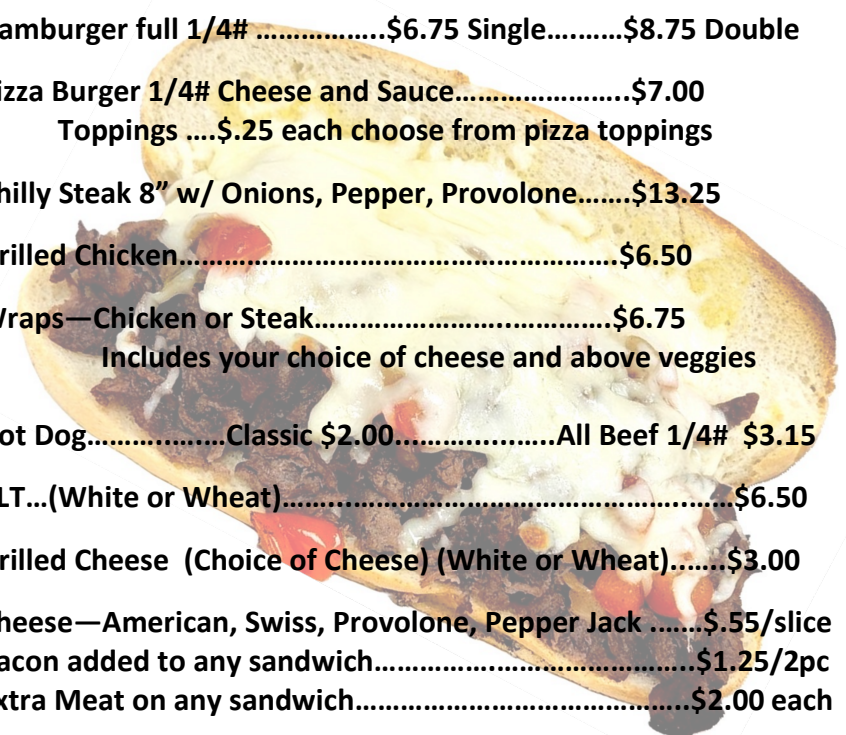 amburger full 1/4# ……………..$6.75 Single….……$8.75 Double
izza Burger 1/4# Cheese and Sauce…………………..$7.00
Toppings ….$.25 each choose from pizza toppings
hilly Steak 8” w/ Onions, Pepper, Provolone…….$13.25
rilled Chicken……………………………………………….$6.50
Wraps—Chicken or Steak…………………..………….$6.75
Includes your choice of cheese and above veggies
ot Dog……….…..…Classic $2.00...……….....…..All Beef 1/4#  $3.15
LT…(White or Wheat)……...………………………………….…..……$6.50
rilled Cheese  (Choice of Cheese) (White or Wheat)...….$3.00
heese—American, Swiss, Provolone, Pepper Jack ...….$.55/slice
acon added to any sandwich……….….………………..$1.25/2pc
xtra Meat on any sandwich…………………………………..$2.00 each